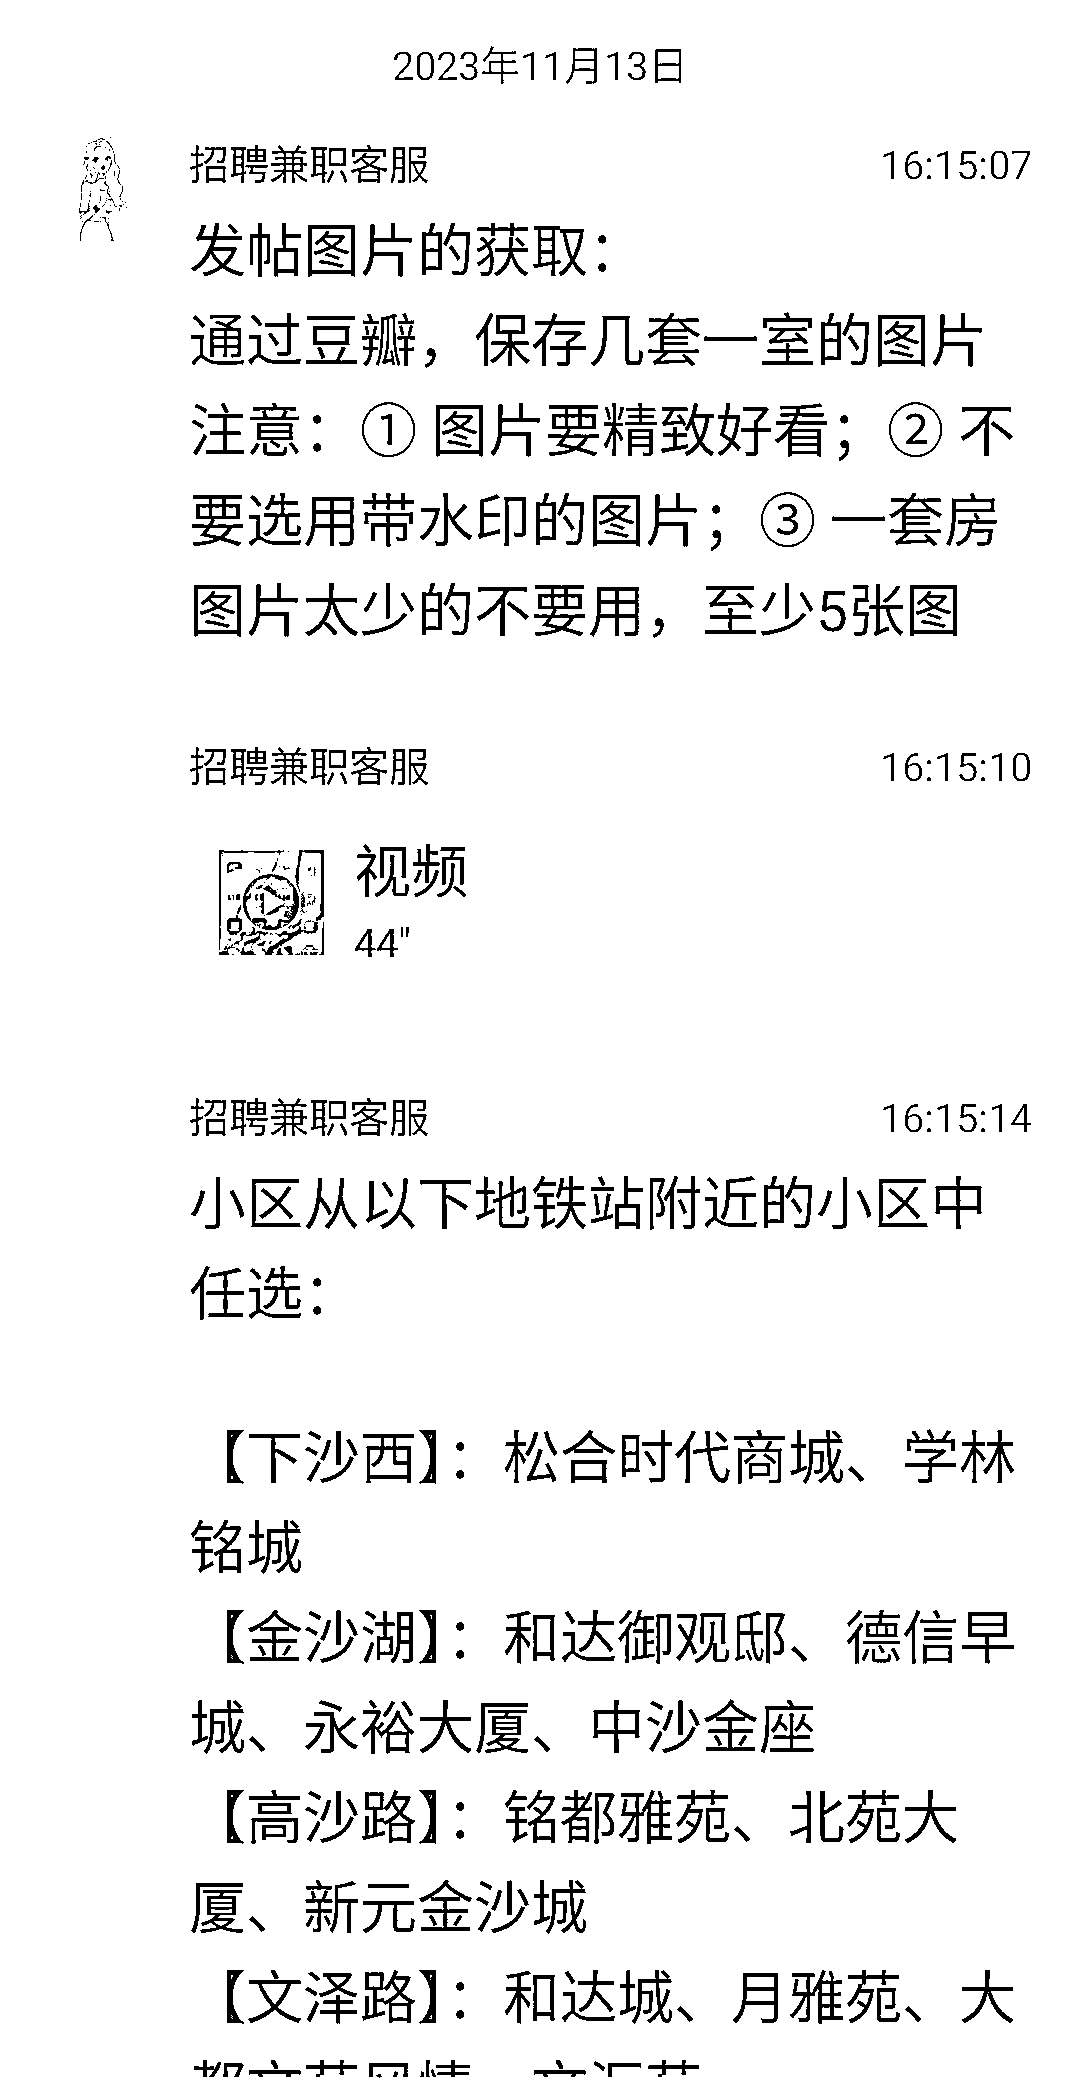 2023年11月13日
招聘兼职客服 16:15:07
发帖图片的获取：
通过豆瓣，保存几套一室的图片
注意：① 图片要精致好看；② 不
要选用带水印的图片；③ 一套房
图片太少的不要用，至少5张图
招聘兼职客服 16:15:10
视频
44"
招聘兼职客服 16:15:14
小区从以下地铁站附近的小区中
任选：
【下沙西】：松合时代商城、学林
铭城
【金沙湖】：和达御观邸、德信早
城、永裕大厦、中沙金座
【高沙路】：铭都雅苑、北苑大
厦、新元金沙城
【文泽路】：和达城、月雅苑、大